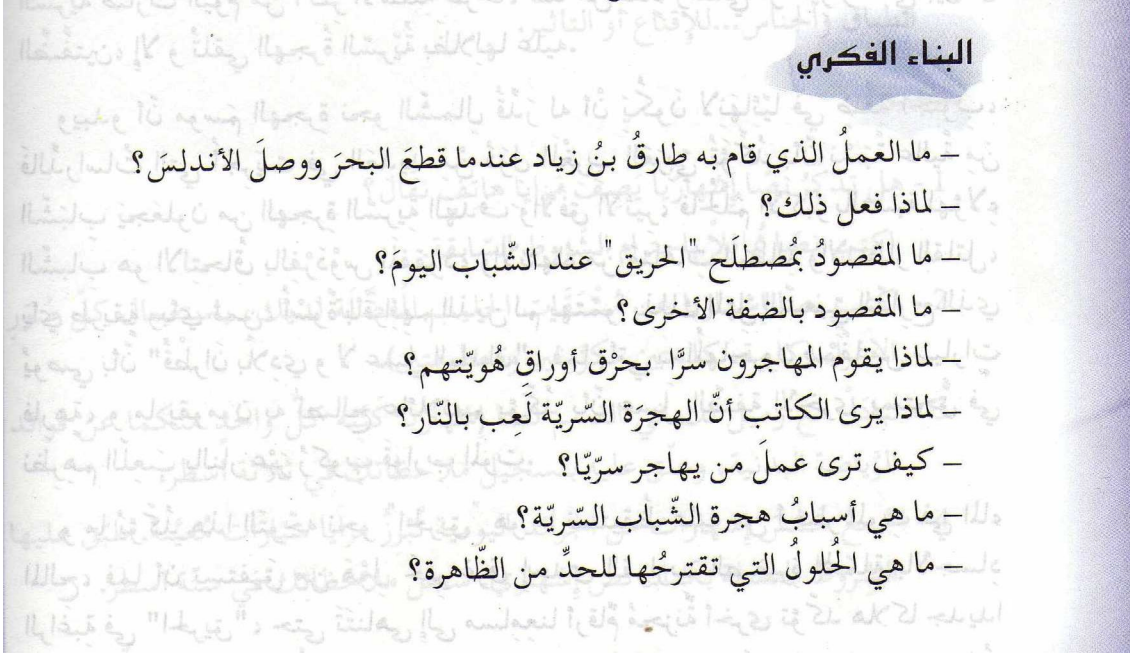 البناء الفكري
– ما العملُ الذي قام به طارقُ بنُ زياد عندما قطعَ البحرَ ووصلَ الأندلسَ؟
– لماذا فعل ذلك؟
– ما المقصودُ بمُصطلَح "الحريق" عند الشّباب اليومَ؟
– ما المقصود بالضفة الأخرى؟
– لماذا يقوم المهاجرون سرًّا بحرْق أوراق هُويّتهم؟
– لماذا يرى الكاتب أنّ الهجرَة السّريّة لَعِب بالنّار؟
– كيف ترى عملَ من يهاجر سرّيّا؟
– ما هي أسبابُ هجرة الشّباب السّريّة؟
– ما هي الحُلولُ التي تقترحُها للحدِّ من الظّاهرة؟